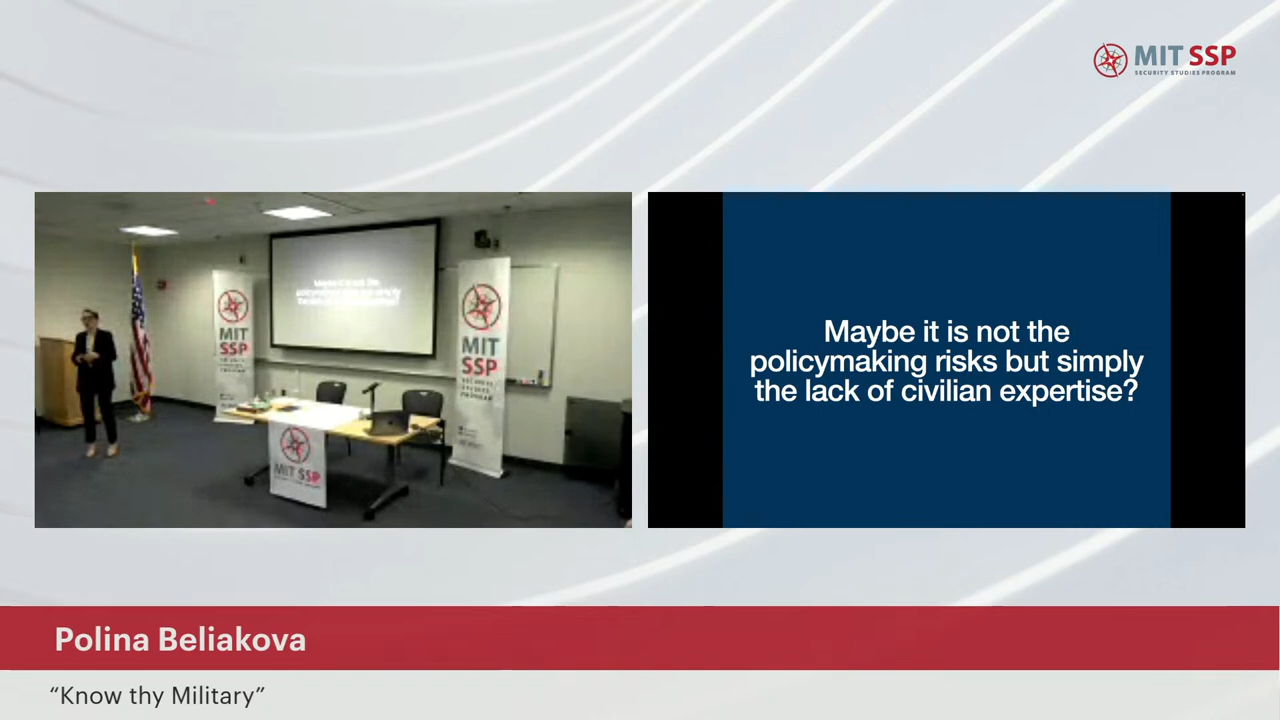 MIT SSP
SECURITY STUDIES PROGRAM
MIT
SSP
MIT
SSP
MIT SSP
Maybe it is not the
policymaking risks but simply
the lack of civilian expertise?
Polina Beliakova
“Know thy Military”